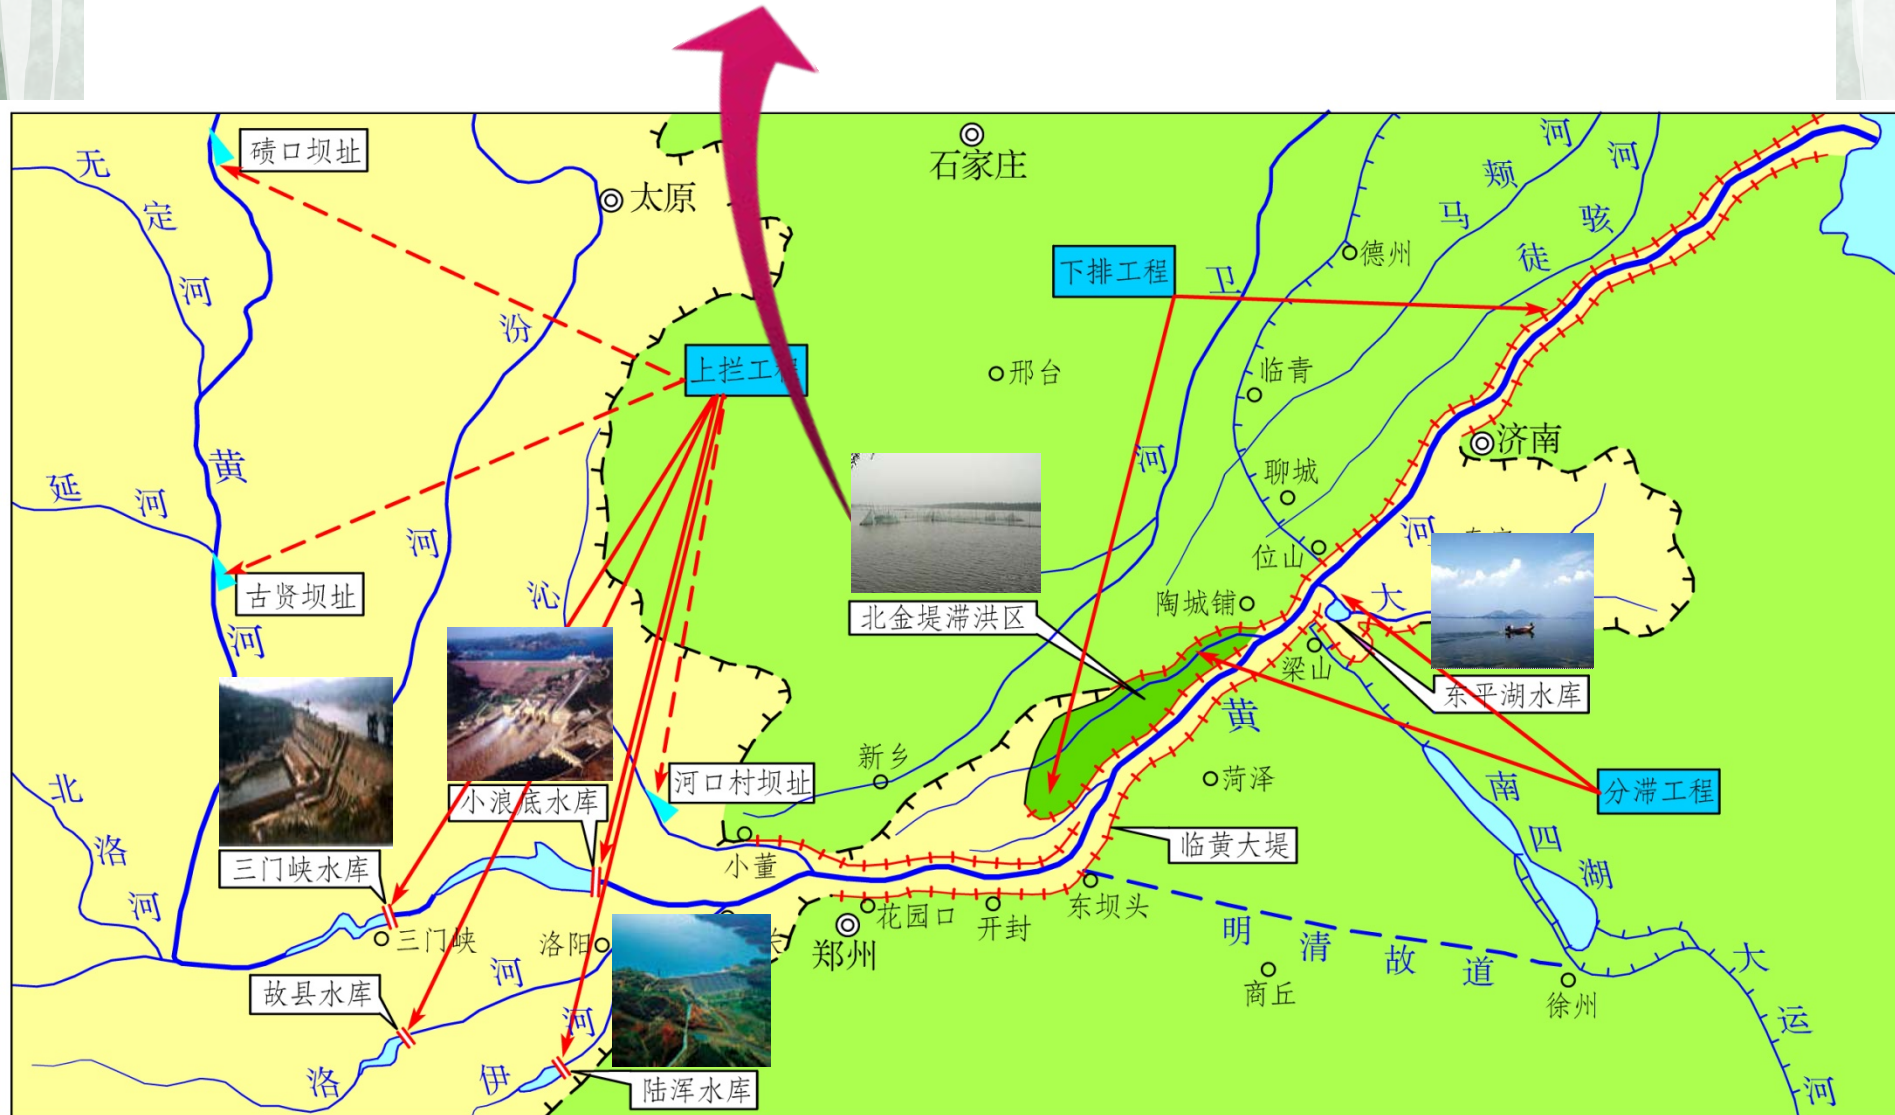 碛口坝址
无定河
太原
石家庄
马颊河
徒骇河
德州
下排工程
卫河
汾河
上拦工程
邢台
临青
济南
黄河
聊城
延河
古贤坝址
沁
北金堤滞洪区
位山
陶城铺
大
梁山
东平湖水库
黄河
新乡
菏泽
南四湖
分滞工程
河口村坝址
小浪底水库
北洛河
三门峡水库
小董
临黄大堤
三门峡
洛阳
郑州
花园口
开封
东坝头
明清故道
商丘
徐州
大运河
故县水库
洛河
伊河
陆浑水库